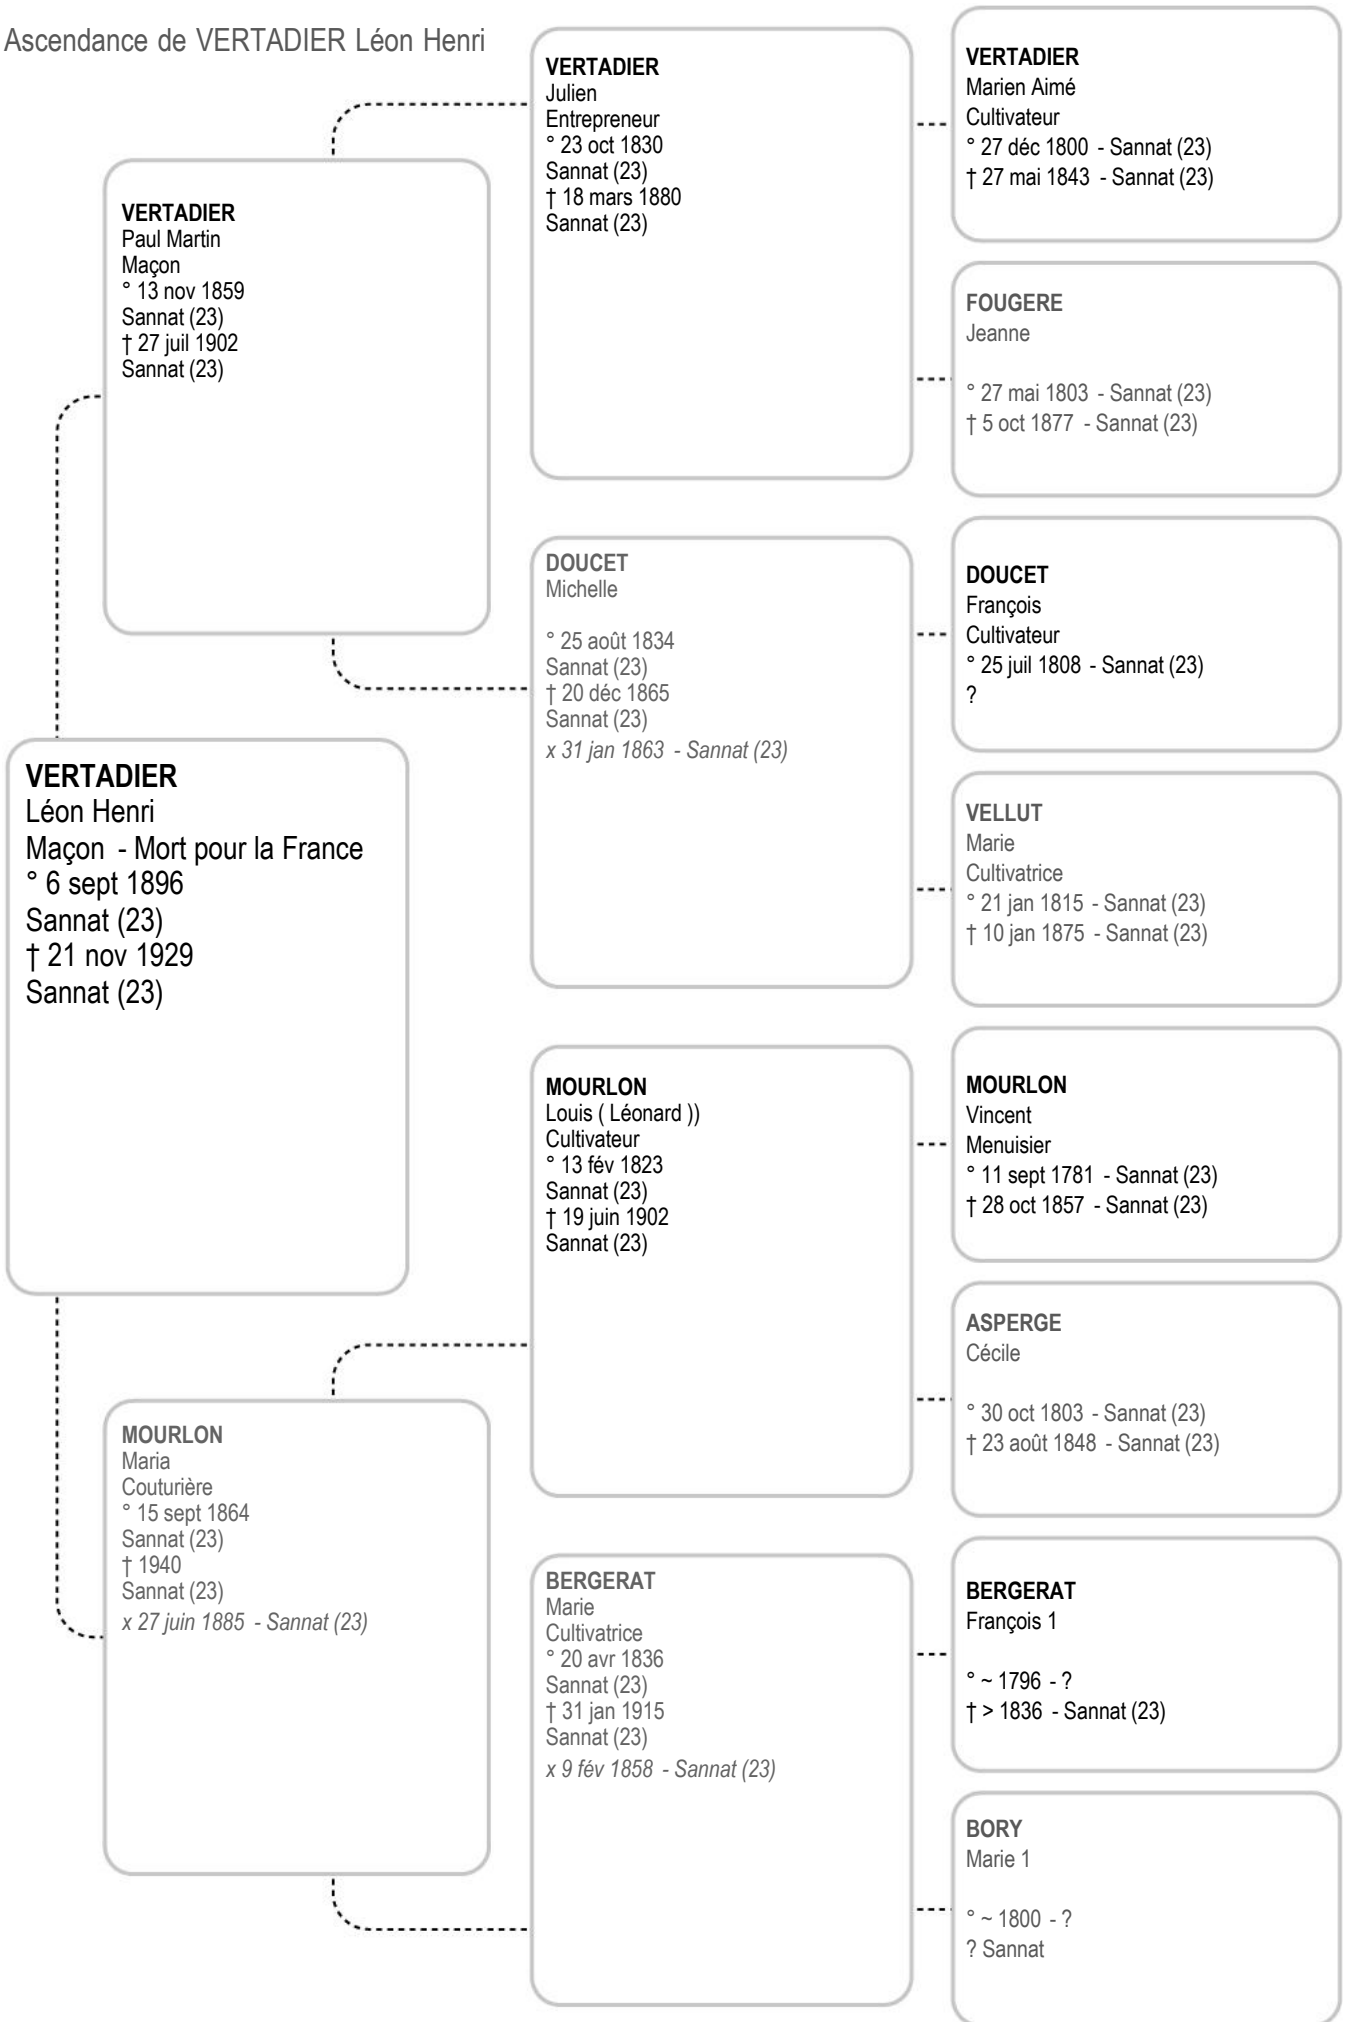 Ascendance de VERTADIER Léon Henri
VERTADIER
Léon Henri
Maçon - Mort pour la France
° 6 sept 1896
Sannat (23)
† 21 nov 1929
Sannat (23)
VERTADIER
Paul Martin
Maçon
° 13 nov 1859
Sannat (23)
† 27 juil 1902
Sannat (23)
MOURLON
Maria
Couturière
° 15 sept 1864
Sannat (23)
† 1940
Sannat (23)
x 27 juin 1885 - Sannat (23)
VERTADIER
Julien
Entrepreneur
° 23 oct 1830
Sannat (23)
† 18 mars 1880
Sannat (23)
DOUCET
Michelle
° 25 août 1834
Sannat (23)
† 20 déc 1865
Sannat (23)
x 31 jan 1863 - Sannat (23)
MOURLON
Louis ( Léonard ))
Cultivateur
° 13 fév 1823
Sannat (23)
† 19 juin 1902
Sannat (23)
BERGERAT
Marie
Cultivatrice
° 20 avr 1836
Sannat (23)
† 31 jan 1915
Sannat (23)
x 9 fév 1858 - Sannat (23)
VERTADIER
Marien Aimé
Cultivateur
° 27 déc 1800 - Sannat (23)
† 27 mai 1843 - Sannat (23)
FOUGERE
Jeanne
° 27 mai 1803 - Sannat (23)
† 5 oct 1877 - Sannat (23)
DOUCET
François
Cultivateur
° 25 juil 1808 - Sannat (23)
?
VELLUT
Marie
Cultivatrice
° 21 jan 1815 - Sannat (23)
† 10 jan 1875 - Sannat (23)
MOURLON
Vincent
Menuisier
° 11 sept 1781 - Sannat (23)
† 28 oct 1857 - Sannat (23)
ASPERGE
Cécile
° 30 oct 1803 - Sannat (23)
† 23 août 1848 - Sannat (23)
BERGERAT
François 1
° ~ 1796 - ?
† > 1836 - Sannat (23)
BORY
Marie 1
° ~ 1800 - ?
? Sannat